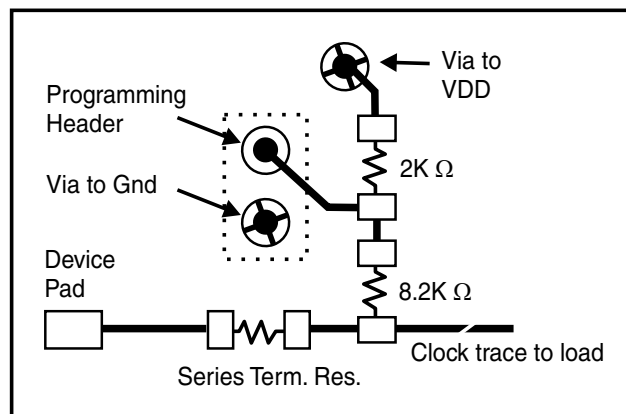 Via to
VDD
Programming
Header
2K Ω
Via to Gnd
Device
Pad
8.2K Ω
Clock trace to load
Series Term. Res.